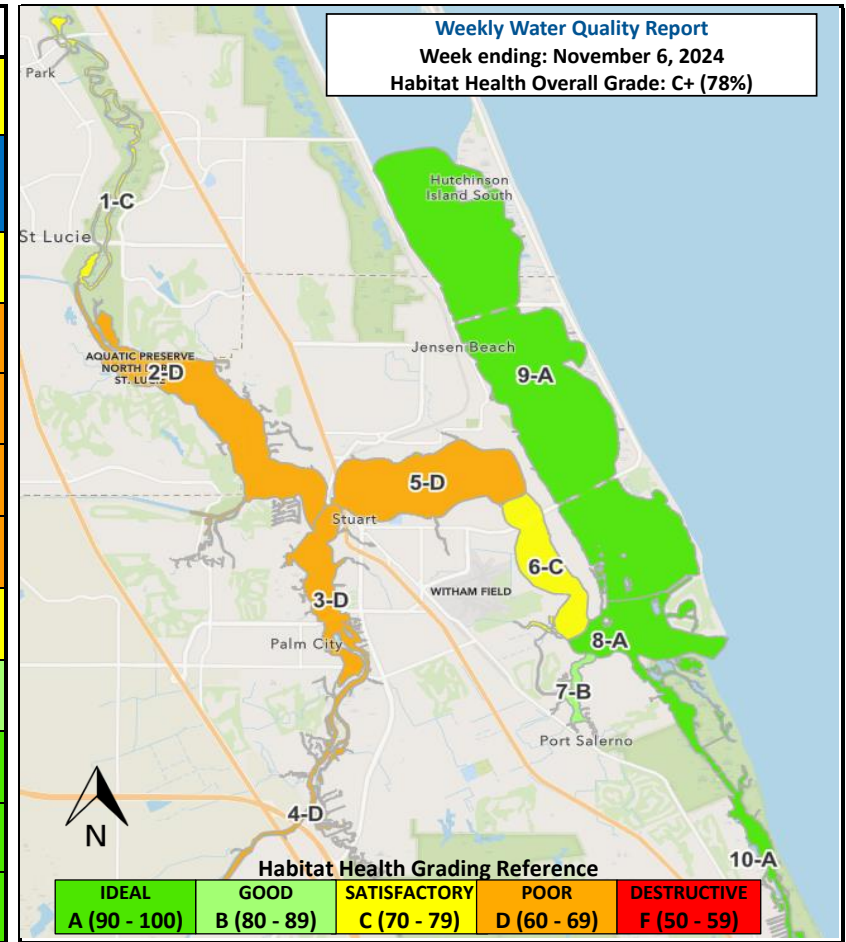 Weekly Water Quality Report
Week ending: November 6, 2024
Habitat Health Overall Grade: C+ (78%)
Park
Hutchinson
Island South
1-C
St Lucie
Jensen Beach
AQUATIC PRESERVE
NORTH
ST. LUCIE
2-D
9-A
5-D
Stuart
6-C
WITHAM FIELD
3-D
Palm City
8-A
7-B
Port Salerno
4-D
N
10-A
Habitat Health Grading Reference
IDEAL GOOD SATISFACTORY POOR DESTRUCTIVE
A (90 - 100) B (80 - 89) C (70 - 79) D (60 - 69) F (50 - 59)